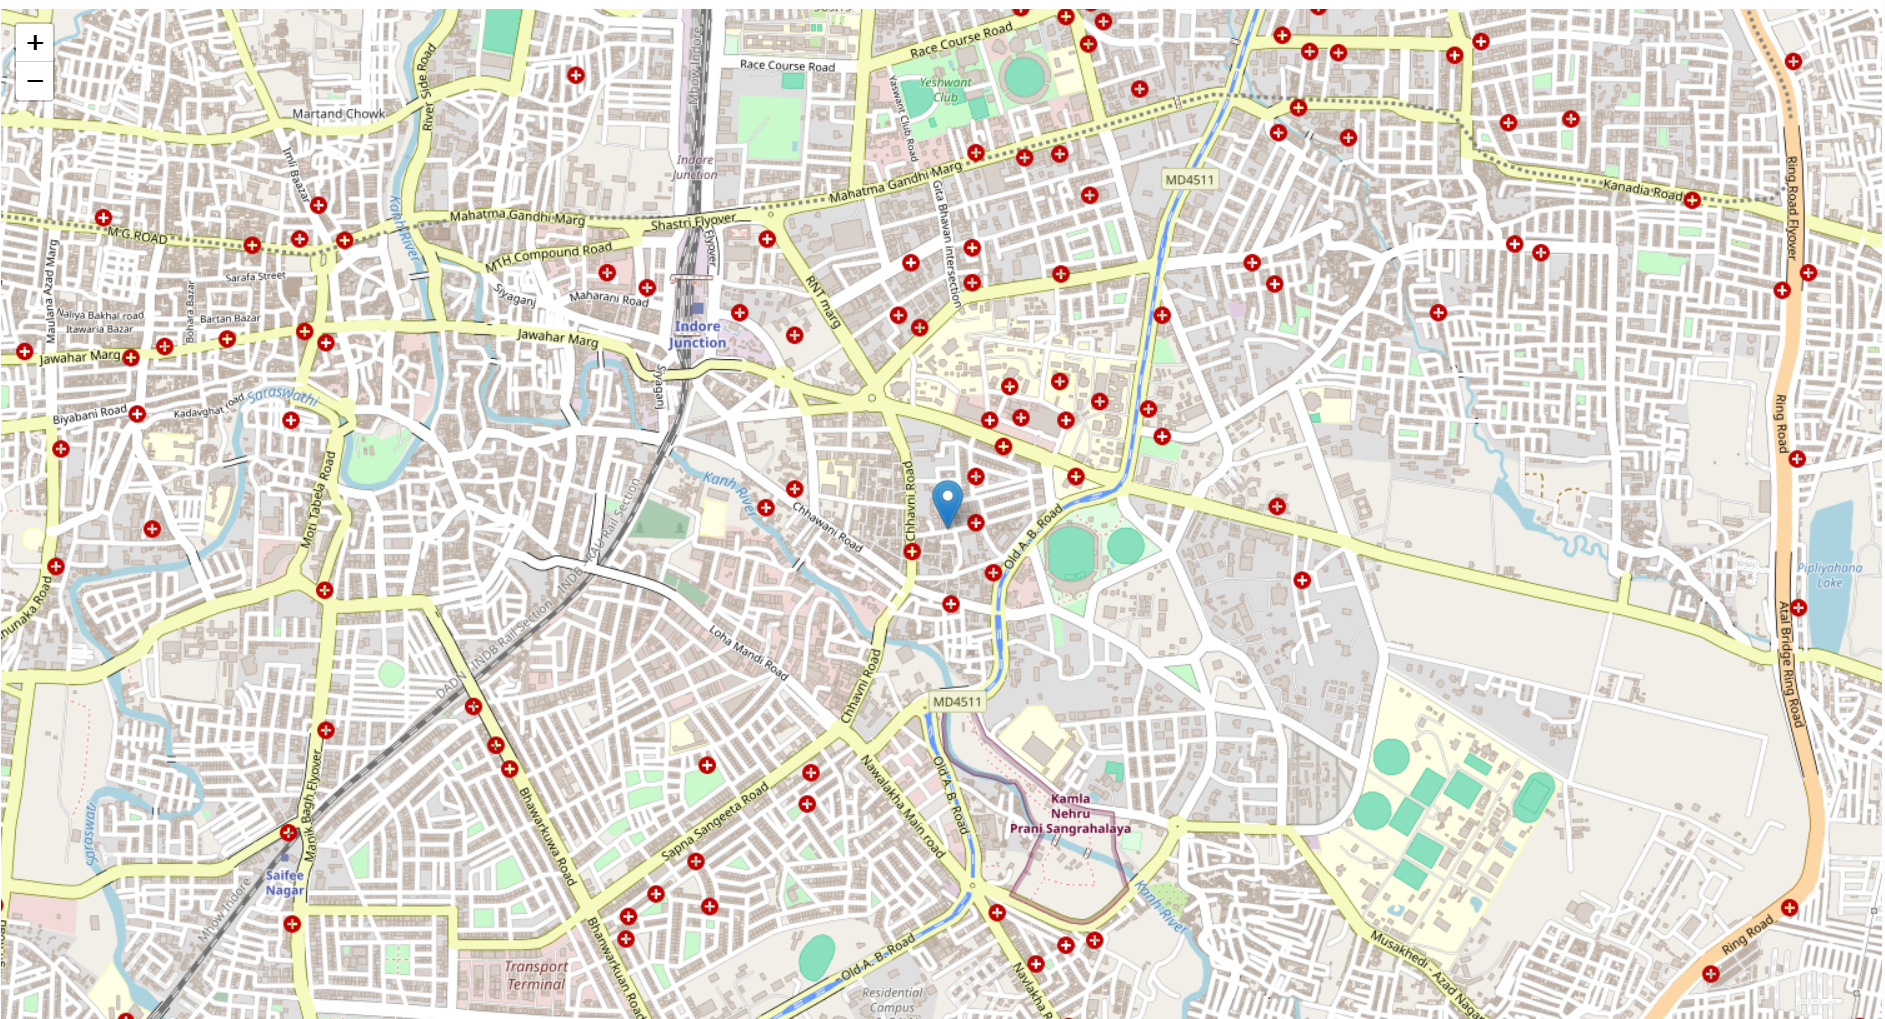 +
−
Race Course Road
Race Course Road
Mhow Indore
River Side Road
Martand Chowk
Yeshwant
Club
Yaswant Club Road
Imli Baazar
Indore
Junction
MD4511
Ring Road Flyover
Kanadia Road
Mahatma Gandhi Marg
Gita Bhavan intersection
Kanh River
Mahatma Gandhi Marg
Shastri Flyover
Flyover
M.G.ROAD
MTH Compound Road
Maulana Azad Marg
Sarafa Street
Siyaganj
Maharani Road
RNT marg
Bohara Bazar
Naliya Bakhal road
Itawaria Bazar
Bartan Bazar
Indore
Junction
Jawahar Marg
Jawahar Marg
Siyaganj
Saraswathi
Biyabani Road
Kadavghat road
Ring Road
Moti Tabela Road
Kanh River
Chhavni Road
Chhawani Road
Old A. B. Road
INDB -RAU Rail Section
Pipliyahana
Lake
DADN -INDB Rail Section
Loha Mandi Road
Atal Bridge Ring Road
Chhavni Road
MD4511
Manik Bagh Flyover
Bhawarkuwa Road
Sapna Sangeeta Road
Nawalakha Main road
Old A. B. Road
Kamla
Nehru
Prani Sangrahalaya
Saraswati
Saifee
Nagar
Mhow Indore
Kanh River
Bhanwarkuan Road
Transport
Terminal
Old A. B. Road
Residential
Campus
Navlakha R
Musakhedi - Azad Nagar
Ring Road